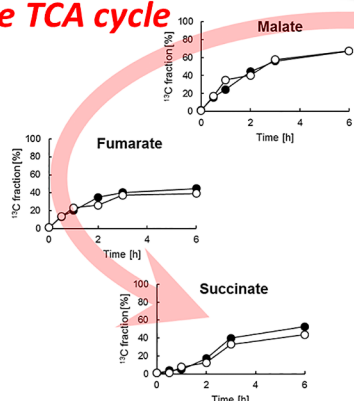 e TCA cycle
Malate
¹³C fraction [%]
100
80
60
40
20
0
0 2 4 6
Time [h]
Fumarate
¹³C fraction [%]
100
80
60
40
20
0
0 2 4 6
Time [h]
Succinate
¹³C fraction [%]
100
80
60
40
20
0
0 2 4 6
Time [h]